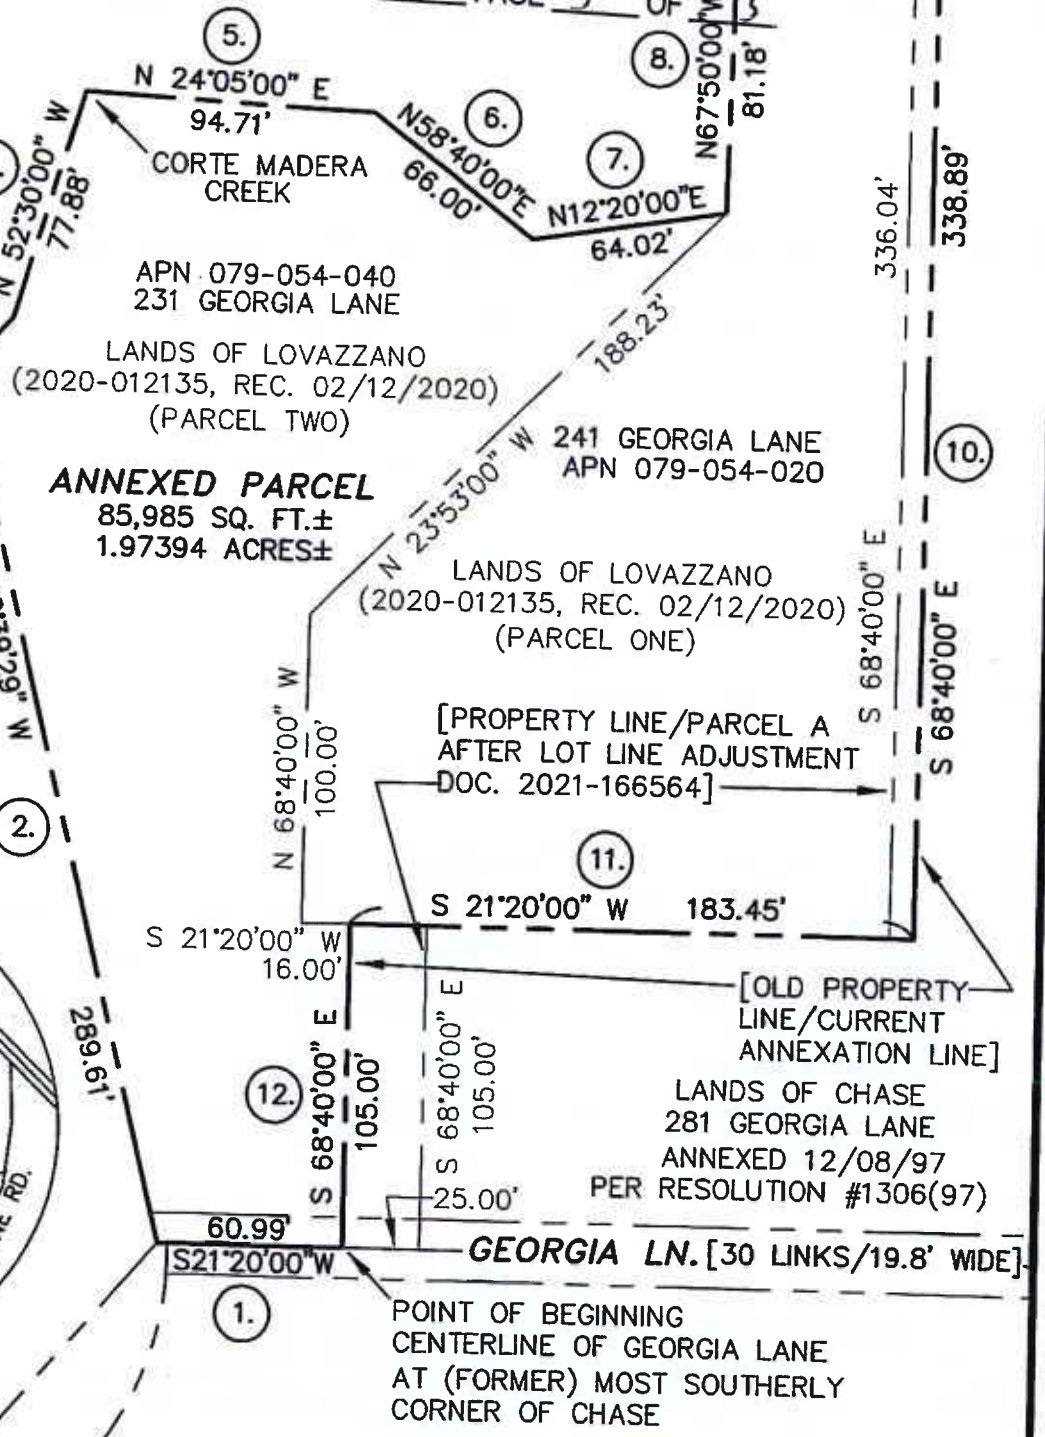 5.
8.
N 67°50'00" W
81.18'
N 24°05'00" E
94.71'
6.
N58°40'00"E
66.00'
7.
N12°20'00"E
64.02'
N 52°30'00" W
77.88'
CORTE MADERA
CREEK
336.04'
338.89'
APN 079-054-040
231 GEORGIA LANE
LANDS OF LOVAZZANO
(2020-012135, REC. 02/12/2020)
(PARCEL TWO)
188.23'
N 23°53'00" W
241 GEORGIA LANE
APN 079-054-020
10.
ANNEXED PARCEL
85,985 SQ. FT.±
1.97394 ACRES±
LANDS OF LOVAZZANO
(2020-012135, REC. 02/12/2020)
(PARCEL ONE)
S 68°40'00" E
S 68°40'00" E
N 68°40'00" W
100.00'
[PROPERTY LINE/PARCEL A
AFTER LOT LINE ADJUSTMENT
DOC. 2021-166564]
2.
289.61'
11.
S 21°20'00" W 183.45'
S 21°20'00" W
16.00'
[OLD PROPERTY
LINE/CURRENT
ANNEXATION LINE]
12.
S 68°40'00" E
105.00'
S 68°40'00" E
105.00'
LANDS OF CHASE
281 GEORGIA LANE
ANNEXED 12/08/97
PER RESOLUTION #1306(97)
25.00'
RD.
60.99'
S21°20'00"W
GEORGIA LN. [30 LINKS/19.8' WIDE]
1.
POINT OF BEGINNING
CENTERLINE OF GEORGIA LANE
AT (FORMER) MOST SOUTHERLY
CORNER OF CHASE